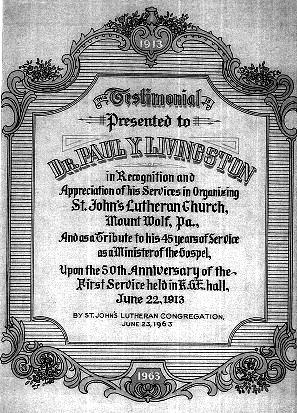 1913
Testimonial
Presented to
DR. PAUL Y. LIVINGSTON
in Recognition and
Appreciation of his Services in Organizing
St. John's Lutheran Church,
Mount Wolf, Pa.,
And as a Tribute to his 45 years of Service
as a Minister of the Gospel,
Upon the 50th Anniversary of the
First Service held in K.G.E. hall,
June 22, 1913
BY ST. JOHN'S LUTHERAN CONGREGATION,
JUNE 23, 1963
1963